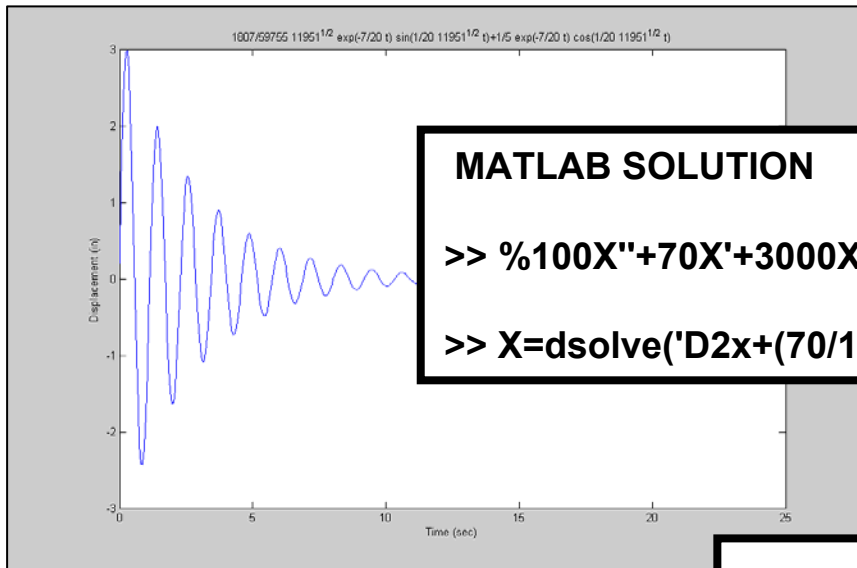 1807/59755 11951^1/2 exp(-7/20 t) sin(1/20 11951^1/2 t)+1/5 exp(-7/20 t) cos(1/20 11951^1/2 t)
3
2
1
0
-1
-2
-3
Displacement (in)
0
5
10
15
20
25
Time (sec)
MATLAB SOLUTION
>> %100X''+70X'+3000X
>> X=dsolve('D2x+(70/1